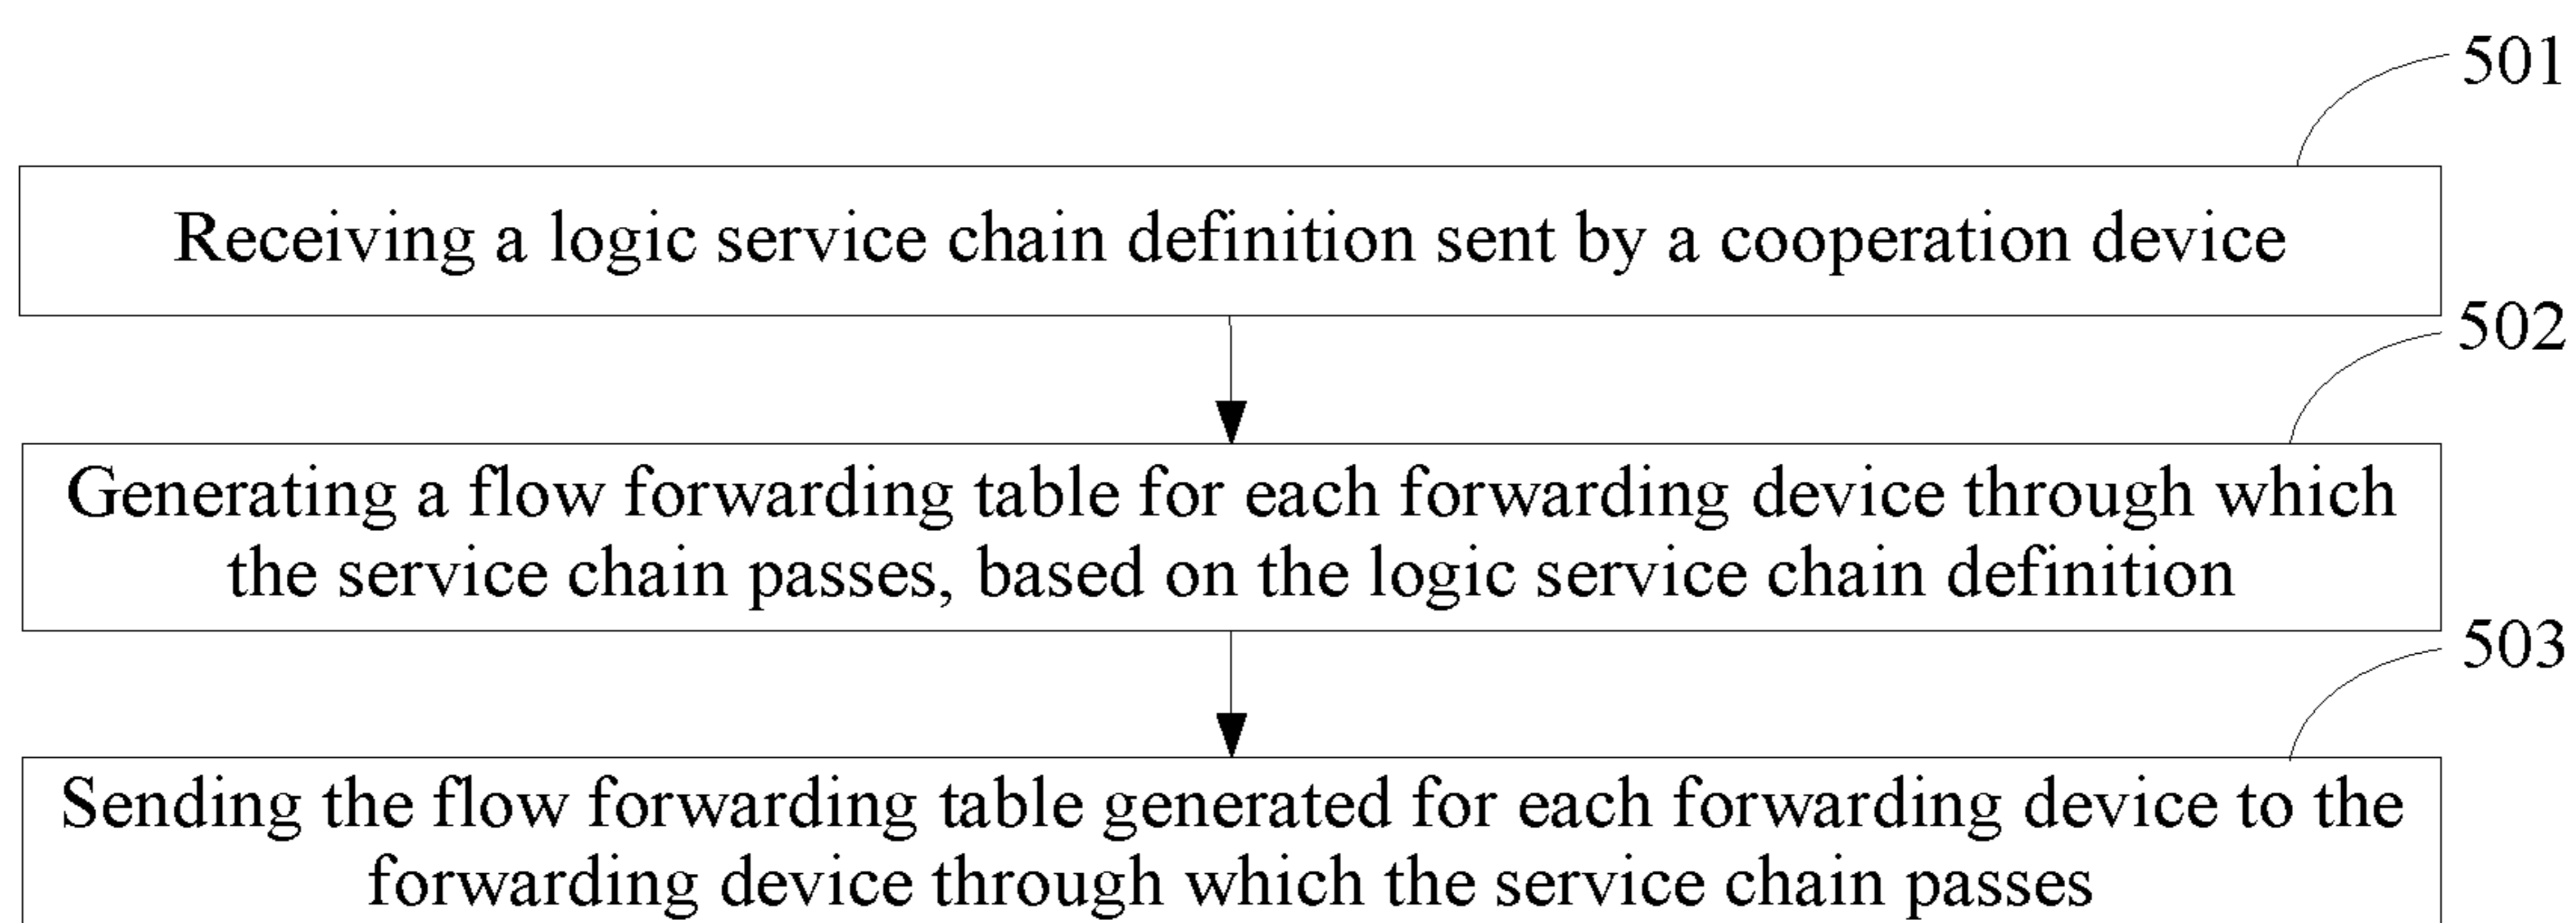 501
Receiving a logic service chain definition sent by a cooperation device
502
Generating a flow forwarding table for each forwarding device through which
the service chain passes, based on the logic service chain definition
503
Sending the flow forwarding table generated for each forwarding device to the
forwarding device through which the service chain passes